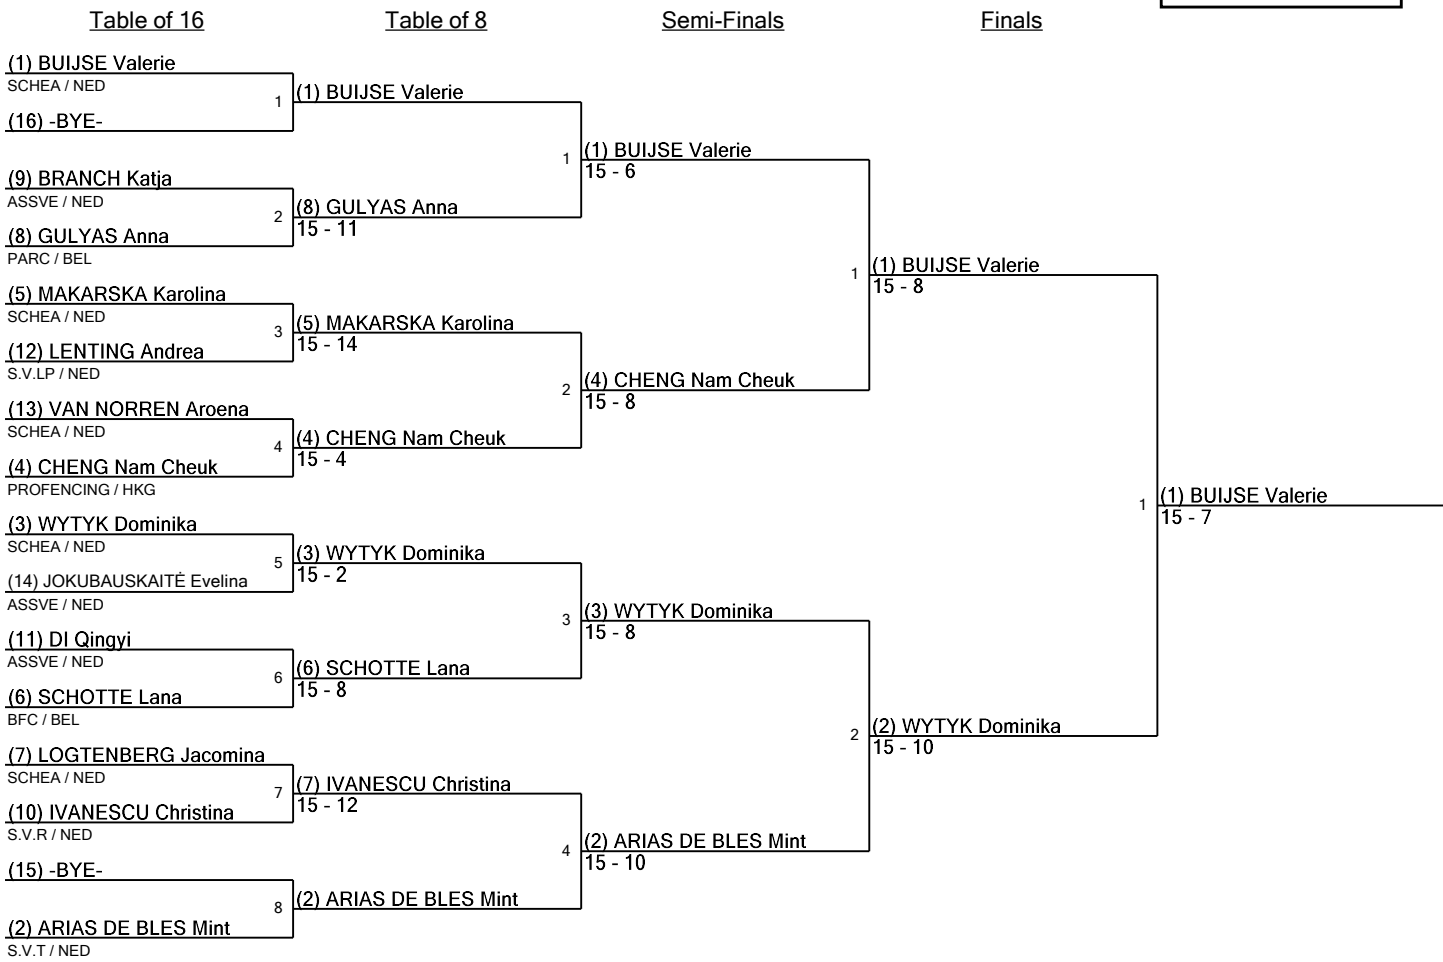 Table of 16
Table of 8
Semi-Finals
Finals
(1) BUIJSE Valerie
SCHEA / NED
1
(16) -BYE-
(9) BRANCH Katja
ASSVE / NED
2
(8) GULYAS Anna
PARC / BEL
(5) MAKARSKA Karolina
SCHEA / NED
3
(12) LENTING Andrea
S.V.LP / NED
(13) VAN NORREN Aroena
SCHEA / NED
4
(4) CHENG Nam Cheuk
PROFENCING / HKG
(3) WYTYK Dominika
SCHEA / NED
5
(14) JOKUBAUSKAITĖ Evelina
ASSVE / NED
(11) DI Qingyi
ASSVE / NED
6
(6) SCHOTTE Lana
BFC / BEL
(7) LOGTENBERG Jacomina
SCHEA / NED
7
(10) IVANESCU Christina
S.V.R / NED
(15) -BYE-
8
(2) ARIAS DE BLES Mint
S.V.T / NED
(1) BUIJSE Valerie
1
(8) GULYAS Anna
15 - 11
(5) MAKARSKA Karolina
15 - 14
2
(4) CHENG Nam Cheuk
15 - 4
(3) WYTYK Dominika
15 - 2
3
(6) SCHOTTE Lana
15 - 8
(7) IVANESCU Christina
15 - 12
4
(2) ARIAS DE BLES Mint
(1) BUIJSE Valerie
15 - 6
1
(4) CHENG Nam Cheuk
15 - 8
(3) WYTYK Dominika
15 - 8
2
(2) ARIAS DE BLES Mint
15 - 10
(1) BUIJSE Valerie
15 - 8
1
(2) WYTYK Dominika
15 - 10
(1) BUIJSE Valerie
15 - 7